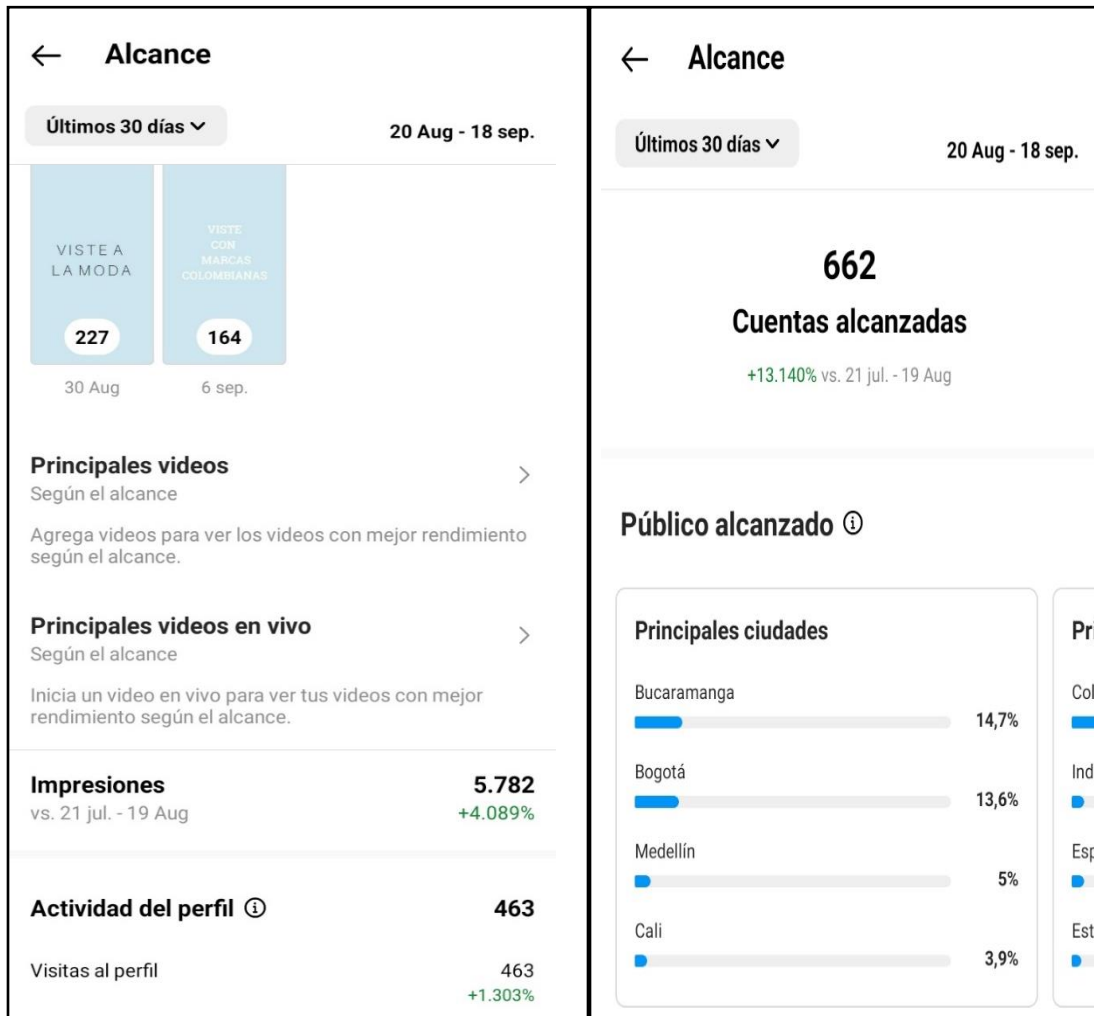 Alcance
Últimos 30 días
20 Aug - 18 sep.
VISTE A
LA MODA
227
30 Aug
VISTE
CON
MARCAS
COLOMBIANAS
164
6 sep.
Principales videos
Según el alcance
Agrega videos para ver los videos con mejor rendimiento
según el alcance.
Principales videos en vivo
Según el alcance
Inicia un video en vivo para ver tus videos con mejor
rendimiento según el alcance.
Impresiones 5.782
vs. 21 jul. - 19 Aug +4.089%
Actividad del perfil 463
Visitas al perfil 463
+1.303%
Alcance
Últimos 30 días
20 Aug - 18 sep.
662
Cuentas alcanzadas
+13.140% vs. 21 jul. - 19 Aug
Público alcanzado
Principales ciudades
Bucaramanga
14,7%
Bogotá
13,6%
Medellín
5%
Cali
3,9%
Pri
Col
Ind
Esp
Est